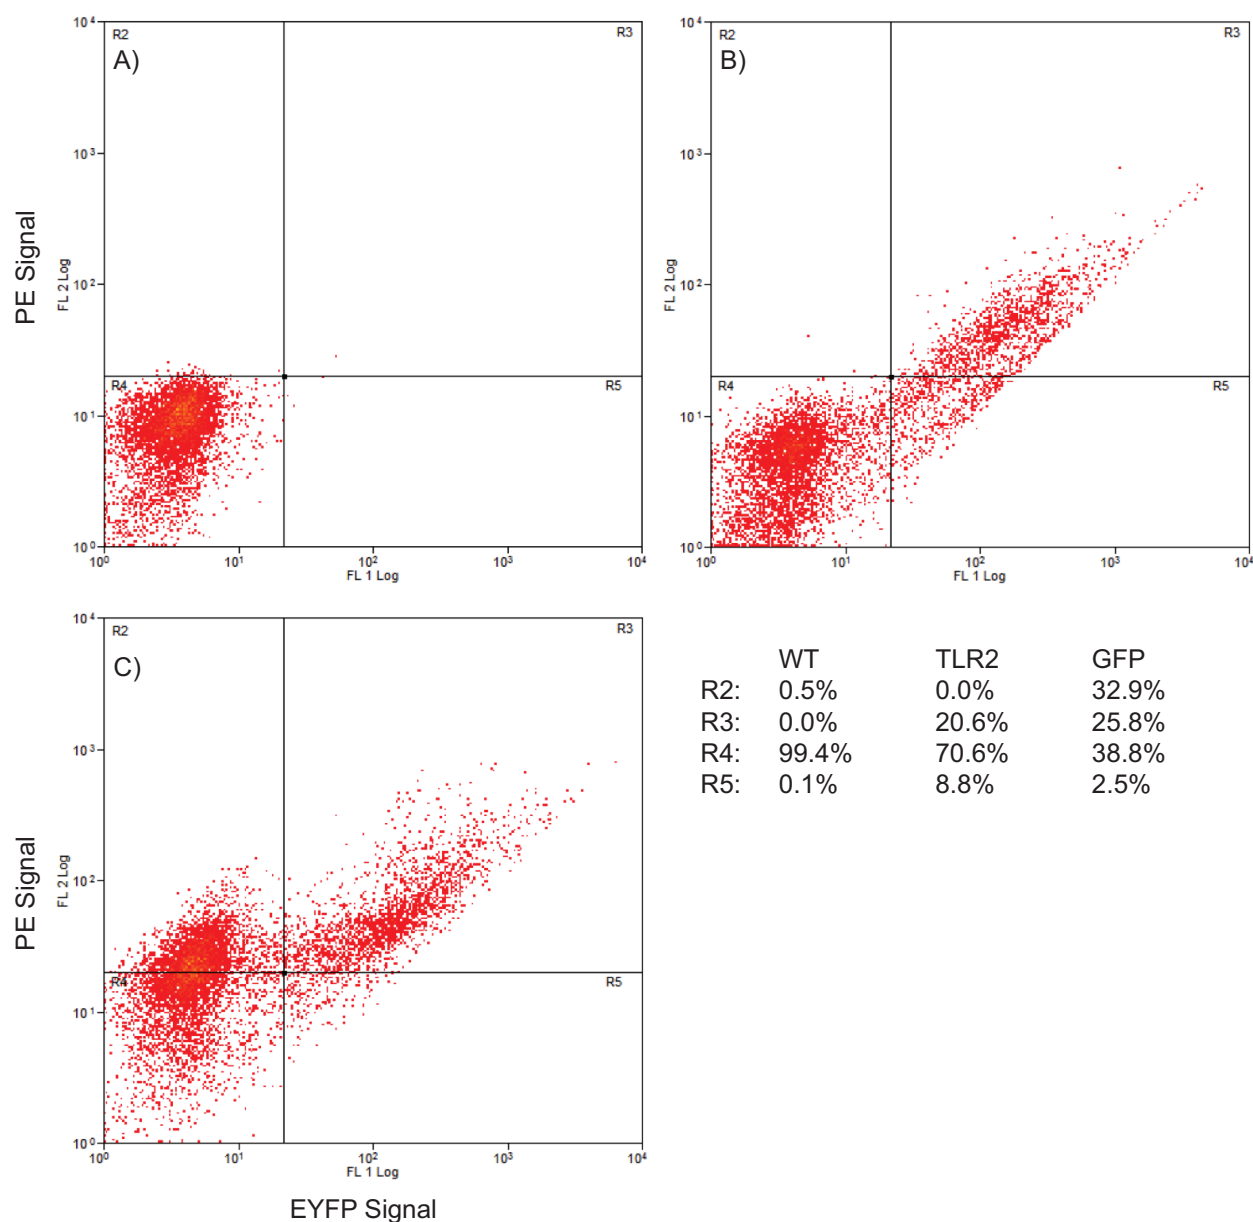 R2
R3
A)
R4
R5
10⁴
10³
10²
10¹
10⁰
10⁰ 10¹ 10² 10³ 10⁴
FL 1 Log
FL 2 Log
PE Signal
R2
R3
B)
R4
R5
10⁴
10³
10²
10¹
10⁰
10⁰ 10¹ 10² 10³ 10⁴
FL 1 Log
FL 2 Log
R2
R3
C)
R4
R5
10⁴
10³
10²
10¹
10⁰
10⁰ 10¹ 10² 10³ 10⁴
FL 1 Log
FL 2 Log
PE Signal
EYFP Signal
WT TLR2 GFP
R2: 0.5% 0.0% 32.9%
R3: 0.0% 20.6% 25.8%
R4: 99.4% 70.6% 38.8%
R5: 0.1% 8.8% 2.5%